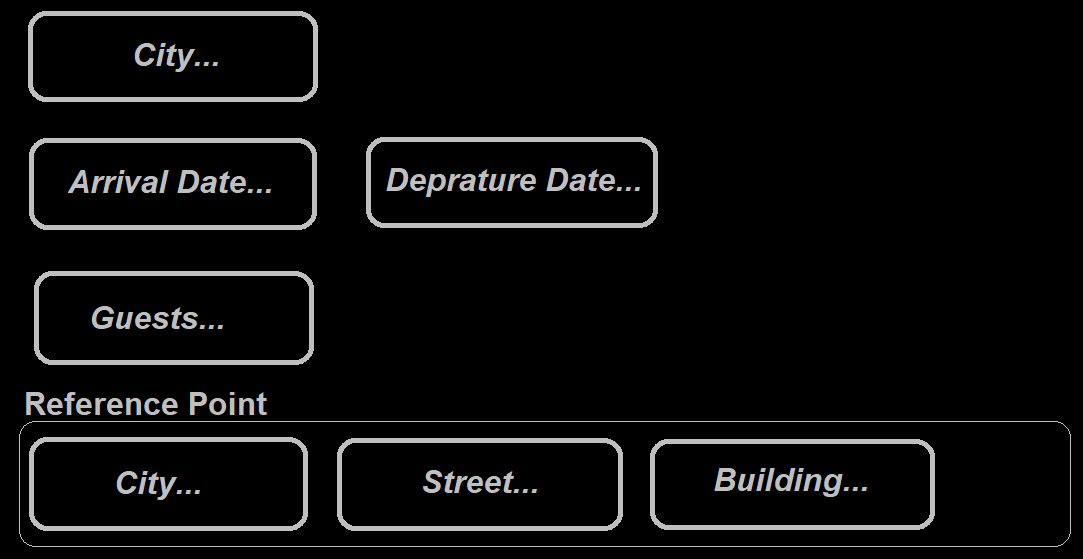 City...
Arrival Date...
Deprature Date...
Guests...
Reference Point
City...
Street...
Building...